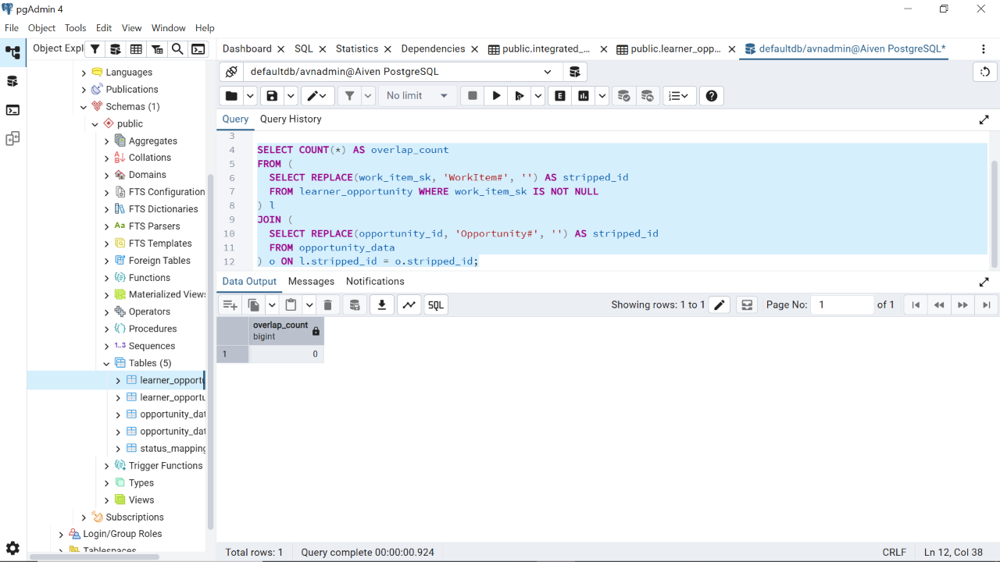 pgAdmin 4
File Object Tools Edit View Window Help
Object Expl
Dashboard SQL Statistics Dependencies public.integrated_... public.learner_opp... defaultdb/avnadmin@Aiven PostgreSQL*
defaultdb/avnadmin@Aiven PostgreSQL
No limit
E
Query Query History
3
4 SELECT COUNT(*) AS overlap_count
5 FROM (
6 SELECT REPLACE(work_item_sk, 'WorkItem#', '') AS stripped_id
7 FROM learner_opportunity WHERE work_item_sk IS NOT NULL
8 ) l
9 JOIN (
10 SELECT REPLACE(opportunity_id, 'Opportunity#', '') AS stripped_id
11 FROM opportunity_data
12 ) o ON l.stripped_id = o.stripped_id;
Data Output Messages Notifications
SQL
Showing rows: 1 to 1
Page No: 1 of 1
overlap_count
bigint
1 0
Total rows: 1
Query complete 00:00:00.924
CRLF
Ln 12, Col 38
Languages
Publications
Schemas (1)
public
Aggregates
Collations
Domains
FTS Configuration
FTS Dictionaries
FTS Parsers
FTS Templates
Foreign Tables
Functions
Materialized Views
Operators
Procedures
1..3 Sequences
Tables (5)
learner_opportu
learner_opportu
opportunity_dat
opportunity_dat
status_mapping
Trigger Functions
Types
Views
Subscriptions
Login/Group Roles
Tablespaces